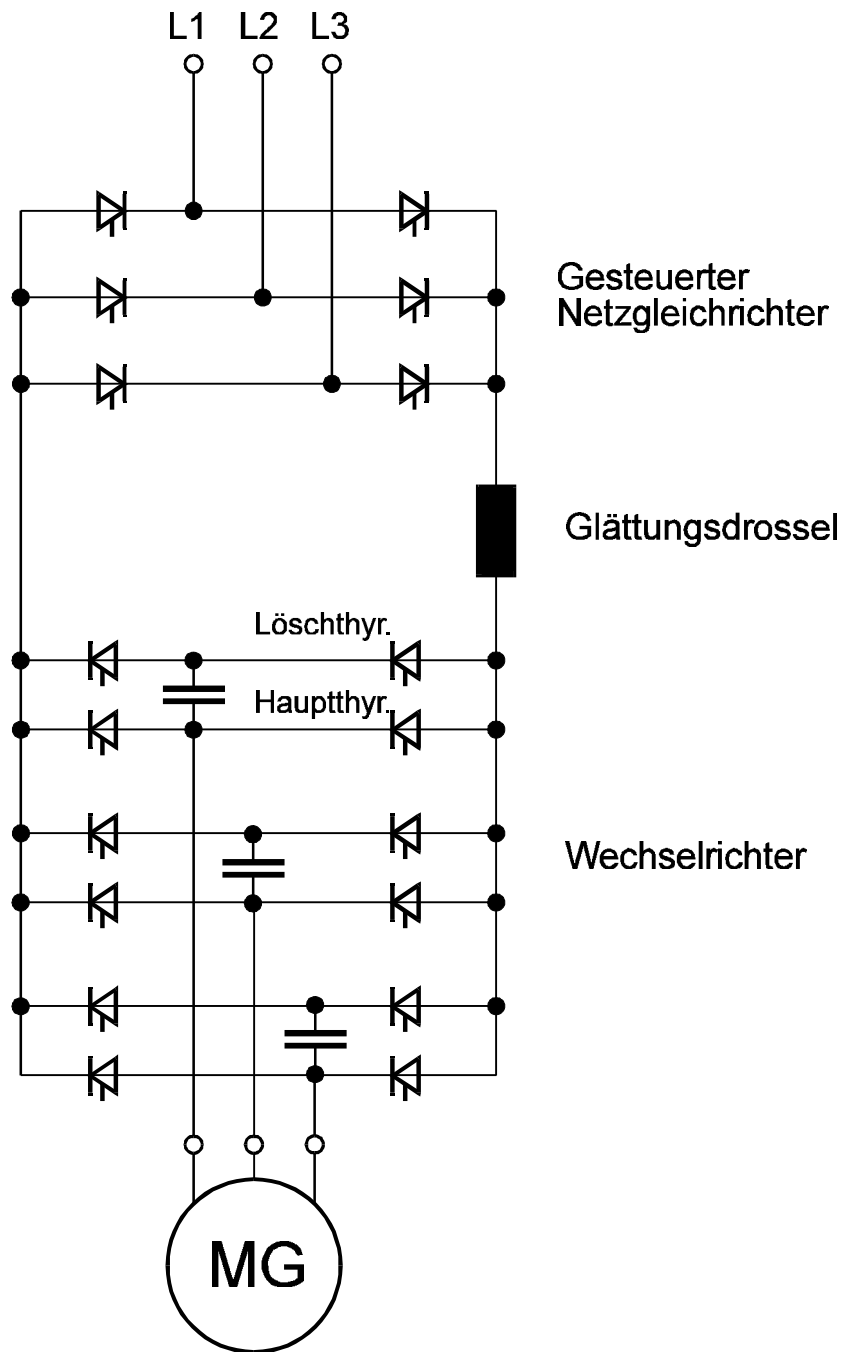 L1 L2 L3
Gesteuerter
Netzgleichrichter
Glättungsdrossel
Löschthyr.
Hauptthyr.
Wechselrichter
MG